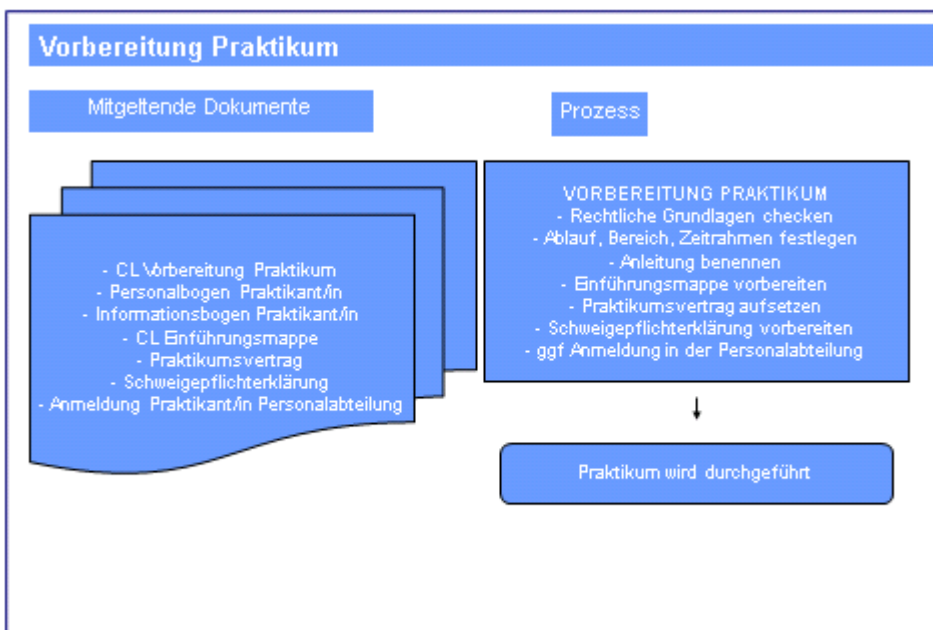 Vorbereitung Praktikum
Mitgeltende Dokumente
Prozess
- CL Vorbereitung Praktikum
- Personalbogen Praktikant/in
- Informationsbogen Praktikant/in
- CL Einführungsmappe
- Praktikumsvertrag
- Schweigepflichterklärung
- Anmeldung Praktikant/in Personalabteilung
VORBEREITUNG PRAKTIKUM
- Rechtliche Grundlagen checken
- Ablauf, Bereich, Zeitrahmen festlegen
- Anleitung benennen
- Einführungsmappe vorbereiten
- Praktikumsvertrag aufsetzen
- Schweigepflichterklärung vorbereiten
- ggf Anmeldung in der Personalabteilung
Praktikum wird durchgeführt